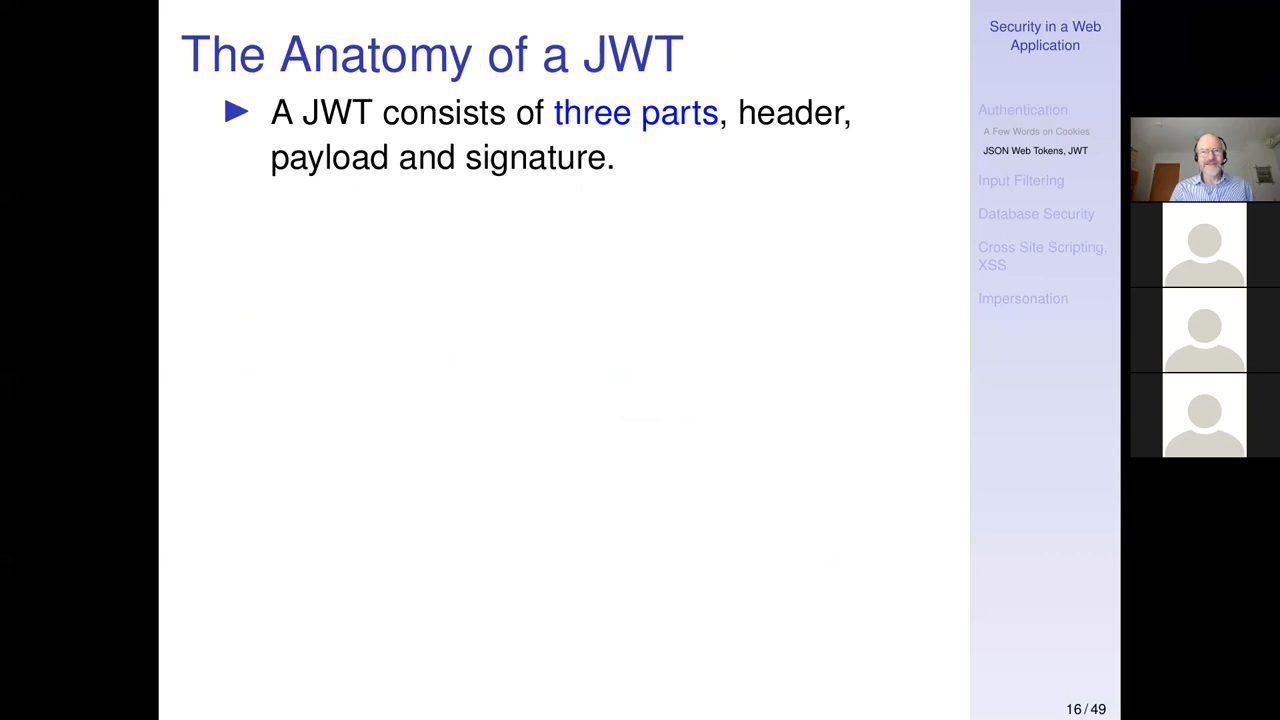 The Anatomy of a JWT
▶ A JWT consists of three parts, header,
payload and signature.
Security in a Web
Application
Authentication
A Few Words on Cookies
JSON Web Tokens, JWT
Input Filtering
Database Security
Cross Site Scripting,
XSS
Impersonation
16 / 49